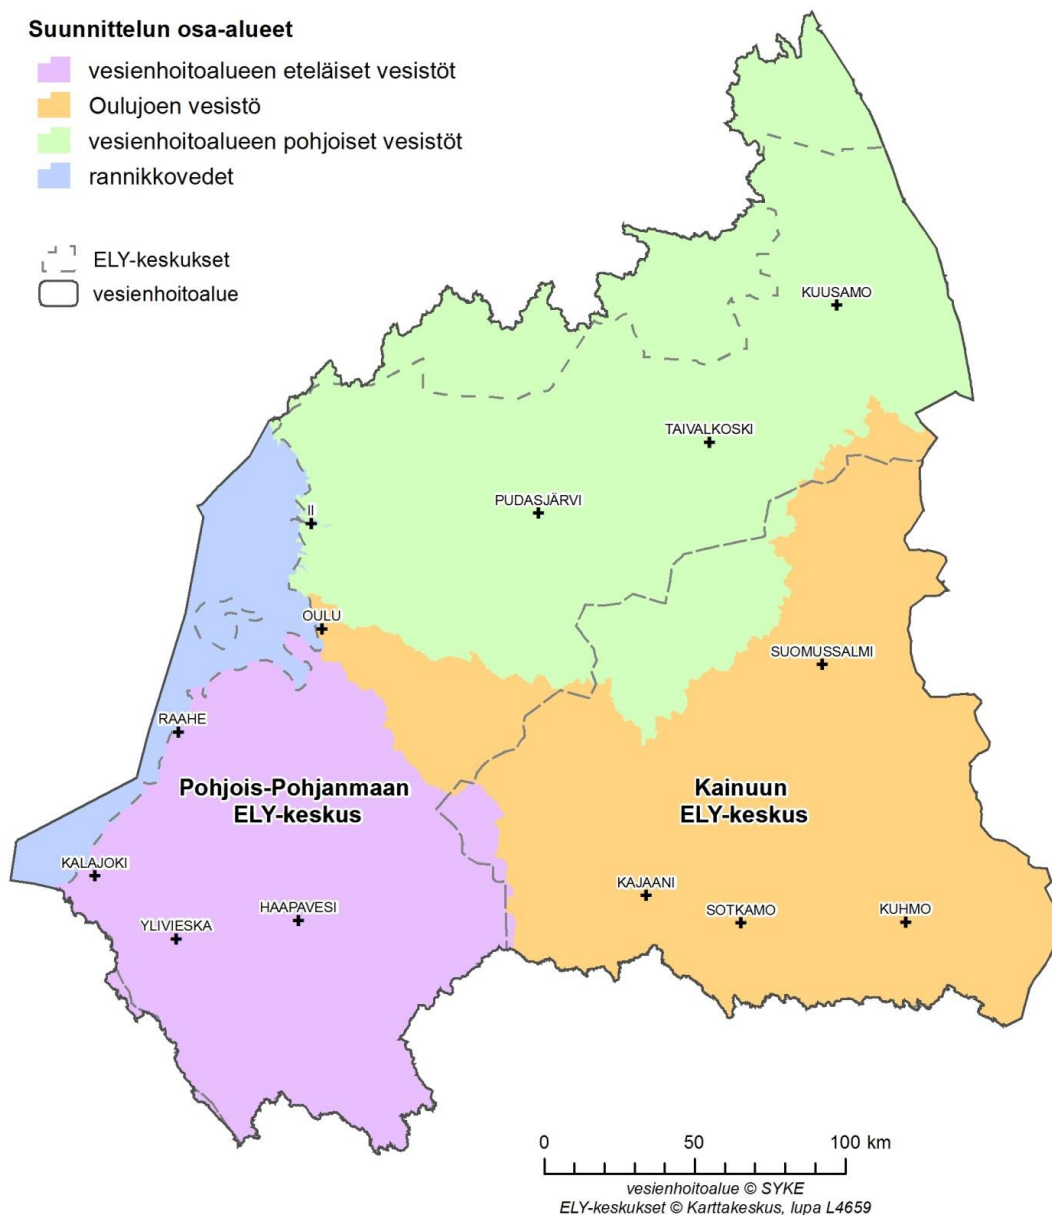 Suunnittelun osa-alueet
vesienhoitoalueen eteläiset vesistöt
Oulujoen vesistö
vesienhoitoalueen pohjoiset vesistöt
rannikkovedet
ELY-keskukset
vesienhoitoalue
KUUSAMO
TAIVALKOSKI
PUDASJÄRVI
II
OULU
SUOMUSSALMI
RAAHE
Pohjois-Pohjanmaan
ELY-keskus
Kainuun
ELY-keskus
KALAJOKI
KAJAANI
HAAPAVESI
SOTKAMO
KUHMO
YLIVIESKA
0 50 100 km
vesienhoitoalue © SYKE
ELY-keskukset © Karttakeskus, lupa L4659